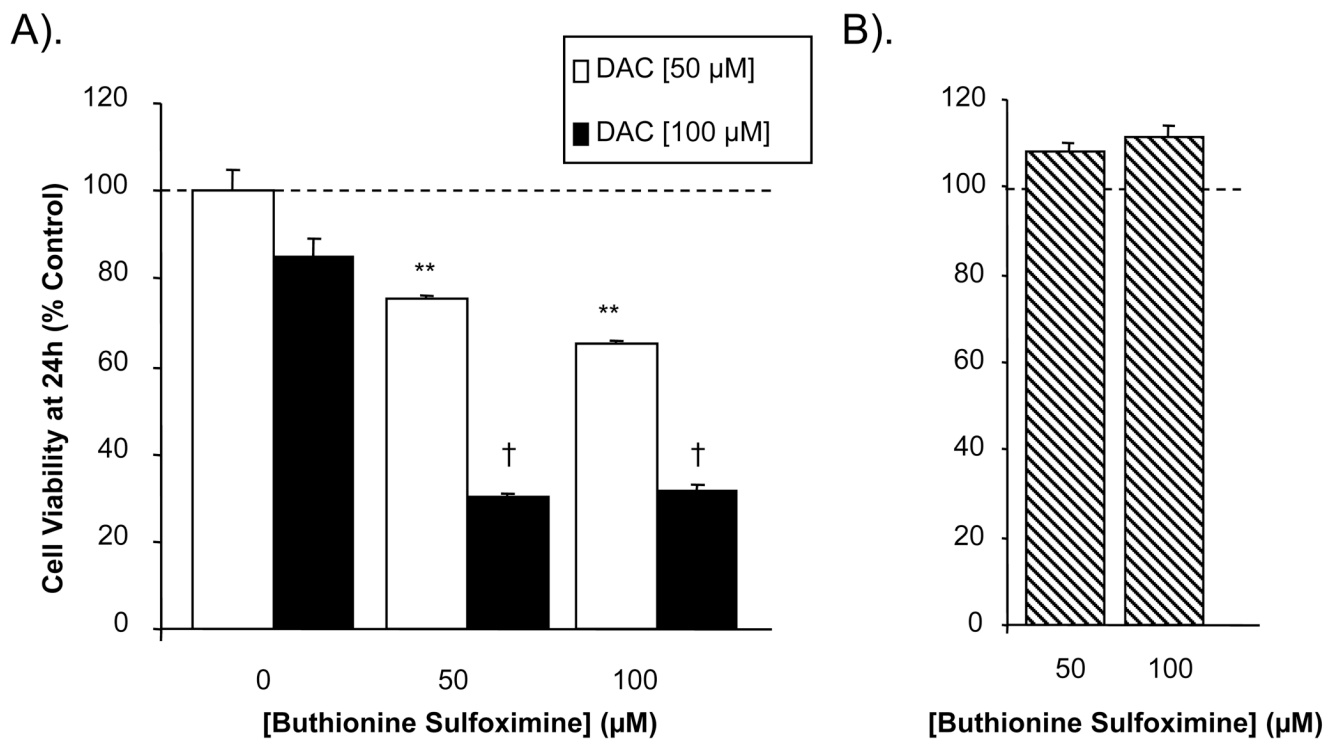 A).
DAC [50 µM]
DAC [100 µM]
120
100
80
60
40
20
0
Cell Viability at 24h (% Control)
**
**
†
†
0 50 100
[Buthionine Sulfoximine] (µM)
B).
120
100
80
60
40
20
0
50 100
[Buthionine Sulfoximine] (µM)